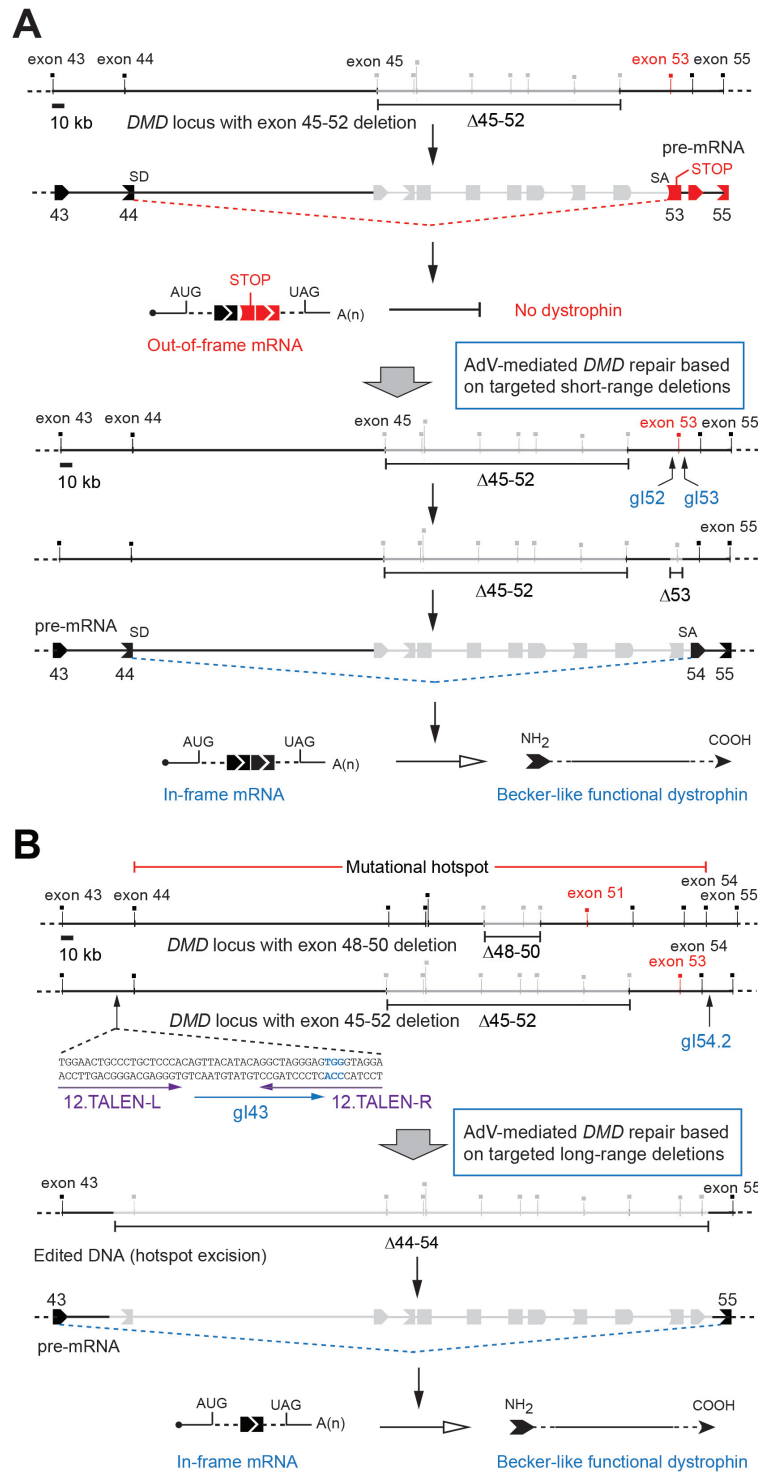 A
exon 43 exon 44 exon 45 exon 53 exon 55
10 kb DMD locus with exon 45-52 deletion Δ45-52
pre-mRNA
SD SA STOP
43 44 53 55
STOP
AUG UAG
A(n)
No dystrophin
Out-of-frame mRNA
AdV-mediated DMD repair based
on targeted short-range deletions
exon 43 exon 44 exon 45 exon 53 exon 55
10 kb Δ45-52 gI52 gI53
exon 55
Δ45-52 Δ53
pre-mRNA SD SA
43 44 54 55
AUG UAG A(n) NH2 COOH
In-frame mRNA Becker-like functional dystrophin
B
Mutational hotspot
exon 54
exon 43 exon 44 exon 51 exon 55
10 kb DMD locus with exon 48-50 deletion Δ48-50
exon 54
exon 53
DMD locus with exon 45-52 deletion Δ45-52
gI54.2
TGGAACTGCCCTGCTCCCACAGTTACATACAGGCTAGGGAGTGGGTAGGA
ACCTTGACGGGACGAGGGTGTCAATGTATGTCCGATCCCTCACCCATCCT
12.TALEN-L gI43 12.TALEN-R
AdV-mediated DMD repair based
on targeted long-range deletions
exon 43 exon 55
Δ44-54
Edited DNA (hotspot excision)
43 55
pre-mRNA
AUG UAG A(n) NH2 COOH
In-frame mRNA Becker-like functional dystrophin